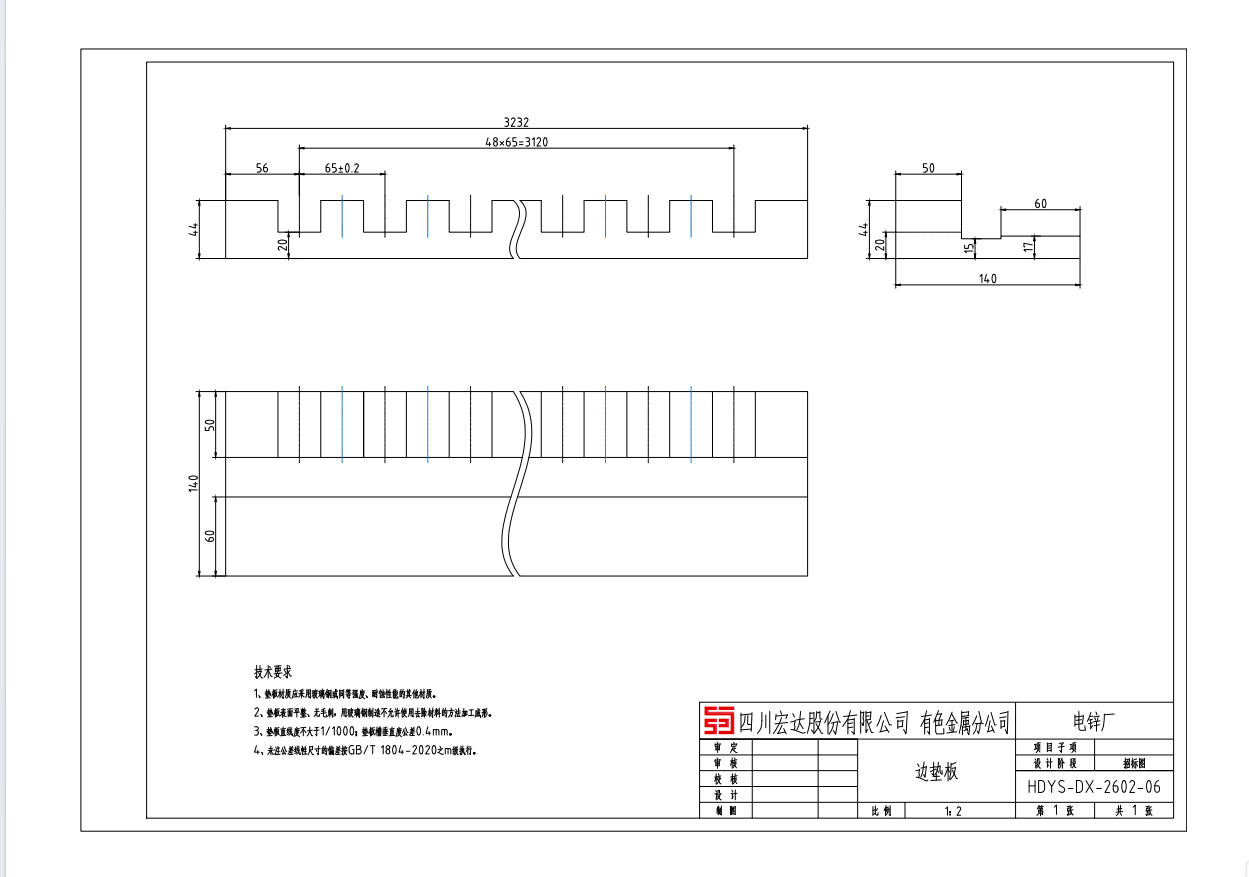 3232
48×65=3120
56
65±0.2
44
20
50
60
44
20
15
17
140
50
140
60
技术要求
1、垫板材质应采用玻璃钢或同等强度、耐蚀性能的其他材质。
2、垫板表面平整、无毛刺，用玻璃钢制造不允许使用去除材料的方法加工成形。
3、垫板直线度不大于1/1000；垫板槽垂直度公差0.4mm。
4、未注公差线性尺寸的偏差按GB/T 1804-2020之m级执行。
四川宏达股份有限公司 有色金属分公司
电锌厂
审 定
审 核
校 核
设 计
制 图
边垫板
比 例
1：2
项 目 子 项
设 计 阶 段
招标图
HDYS-DX-2602-06
第 1 张
共 1 张